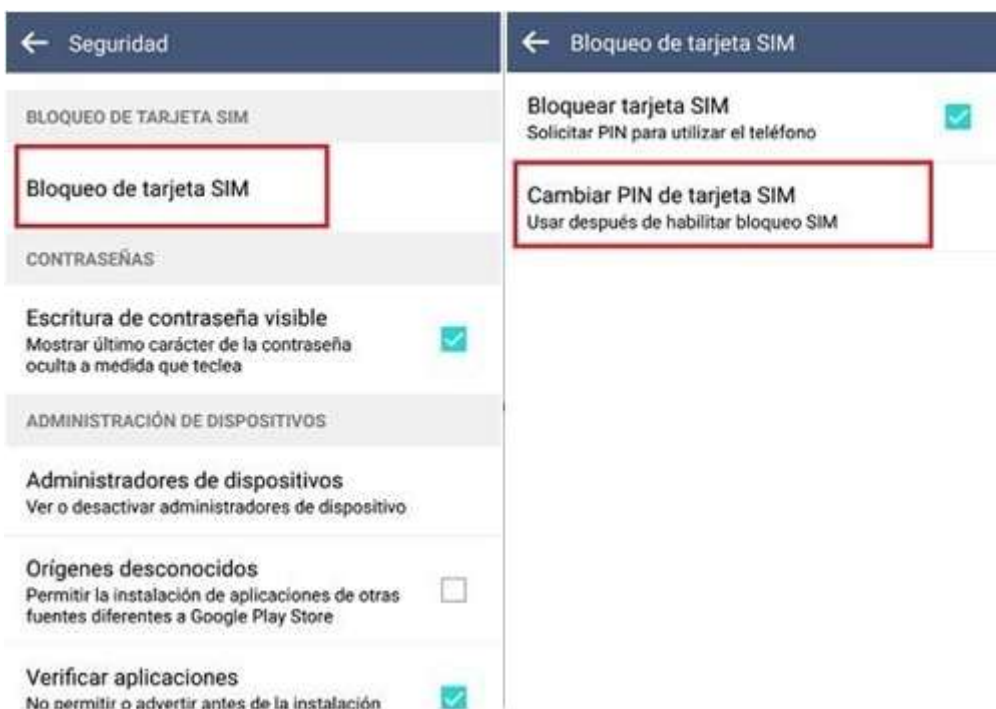 Seguridad
BLOQUEO DE TARJETA SIM
Bloqueo de tarjeta SIM
CONTRASEÑAS
Escritura de contraseña visible
Mostrar último carácter de la contraseña
oculta a medida que teclea
ADMINISTRACIÓN DE DISPOSITIVOS
Administradores de dispositivos
Ver o desactivar administradores de dispositivo
Orígenes desconocidos
Permitir la instalación de aplicaciones de otras
fuentes diferentes a Google Play Store
Verificar aplicaciones
No permitir o advertir antes de la instalación
Bloqueo de tarjeta SIM
Bloquear tarjeta SIM
Solicitar PIN para utilizar el teléfono
Cambiar PIN de tarjeta SIM
Usar después de habilitar bloqueo SIM